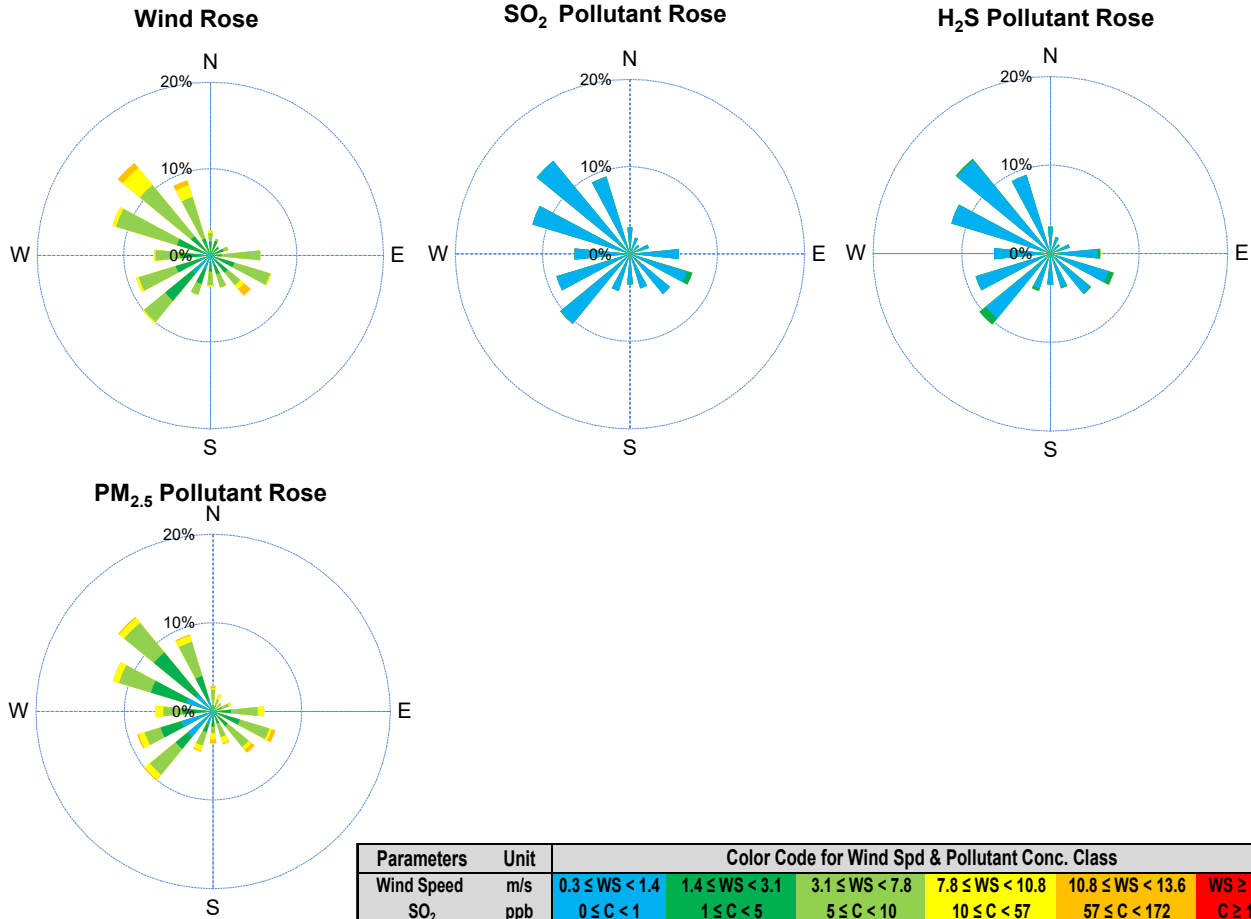 Wind Rose
N
20%
10%
0%
W
E
S
SO₂ Pollutant Rose
N
20%
10%
0%
W
E
S
H₂S Pollutant Rose
N
20%
10%
0%
W
E
S
PM₂.₅ Pollutant Rose
N
20%
10%
0%
W
E
S
Parameters Unit Color Code for Wind Spd & Pollutant Conc. Class
Wind Speed m/s 0.3 ≤ WS < 1.4 1.4 ≤ WS < 3.1 3.1 ≤ WS < 7.8 7.8 ≤ WS < 10.8 10.8 ≤ WS < 13.6 WS ≥
SO₂ ppb 0 ≤ C < 1 1 ≤ C < 5 5 ≤ C < 10 10 ≤ C < 57 57 ≤ C < 172 C ≥